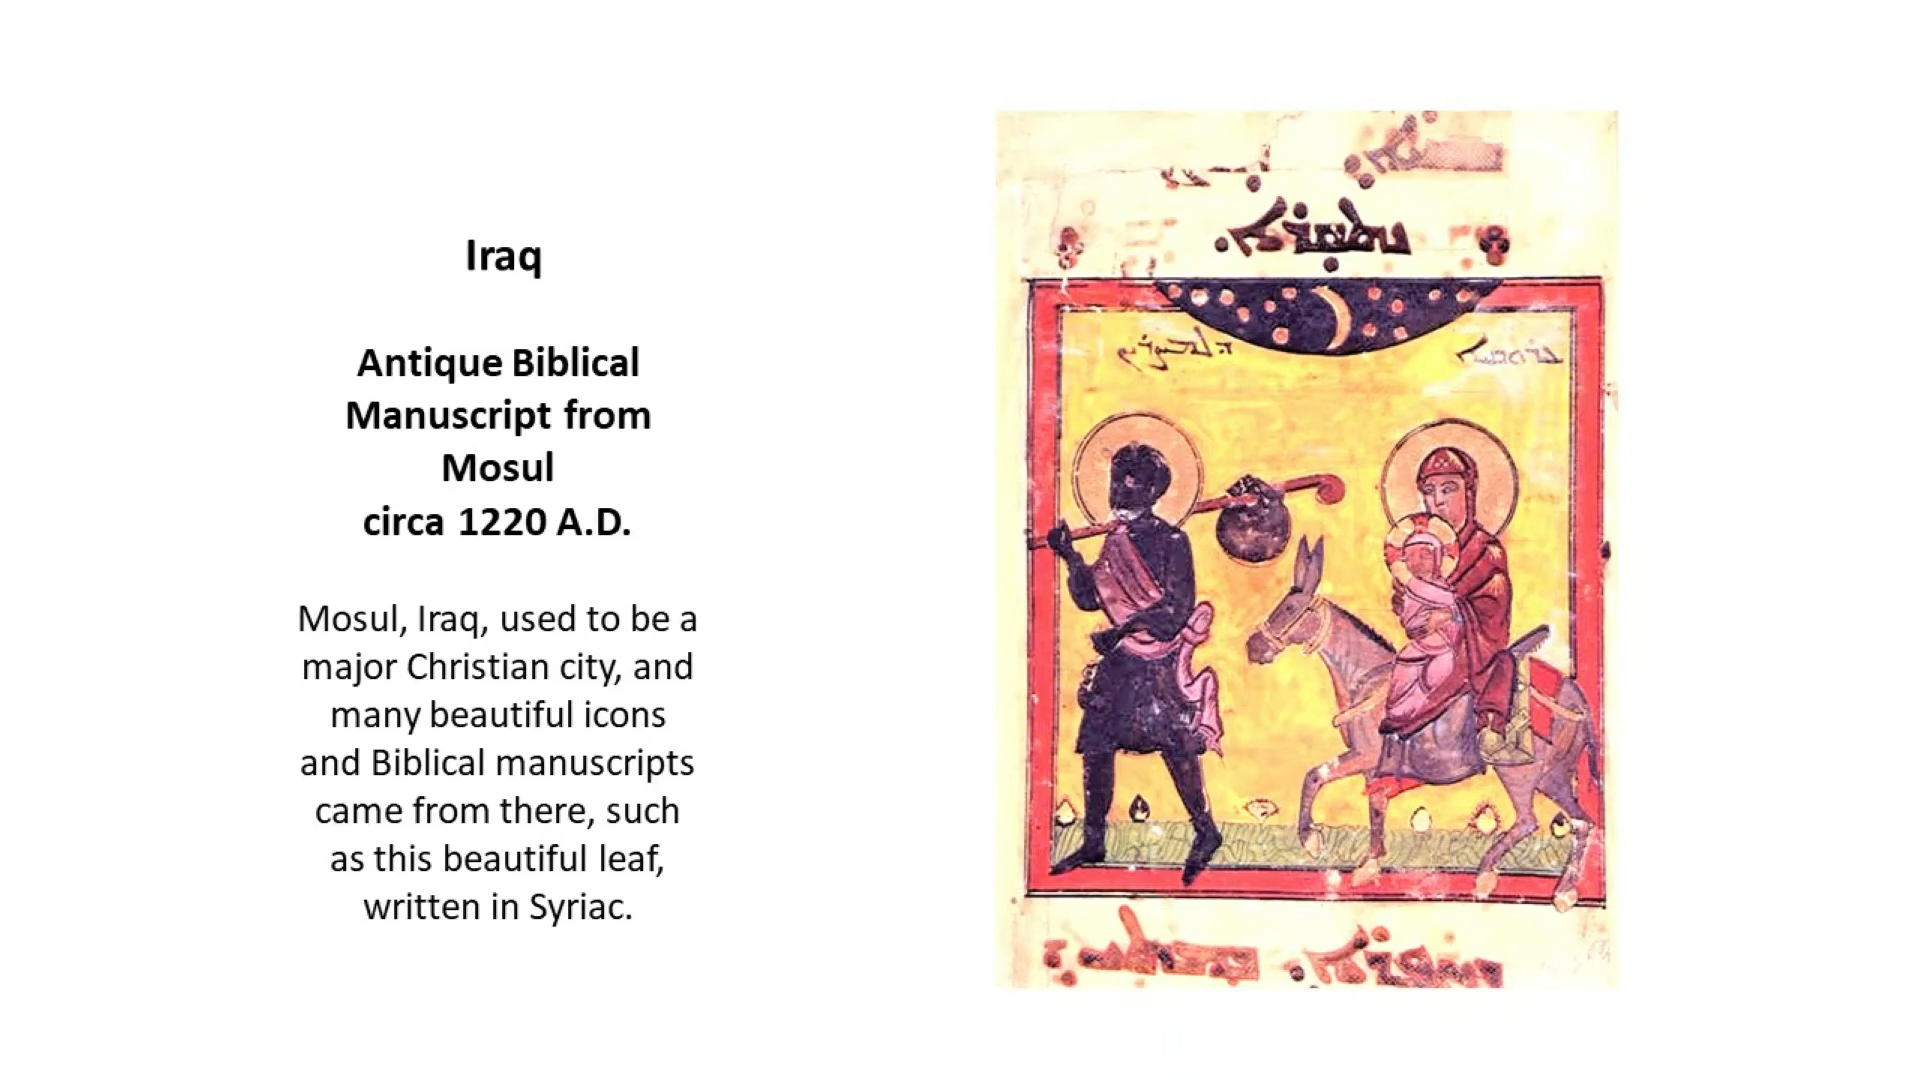 Iraq
Antique Biblical
Manuscript from
Mosul
circa 1220 A.D.
Mosul, Iraq, used to be a
major Christian city, and
many beautiful icons
and Biblical manuscripts
came from there, such
as this beautiful leaf,
written in Syriac.